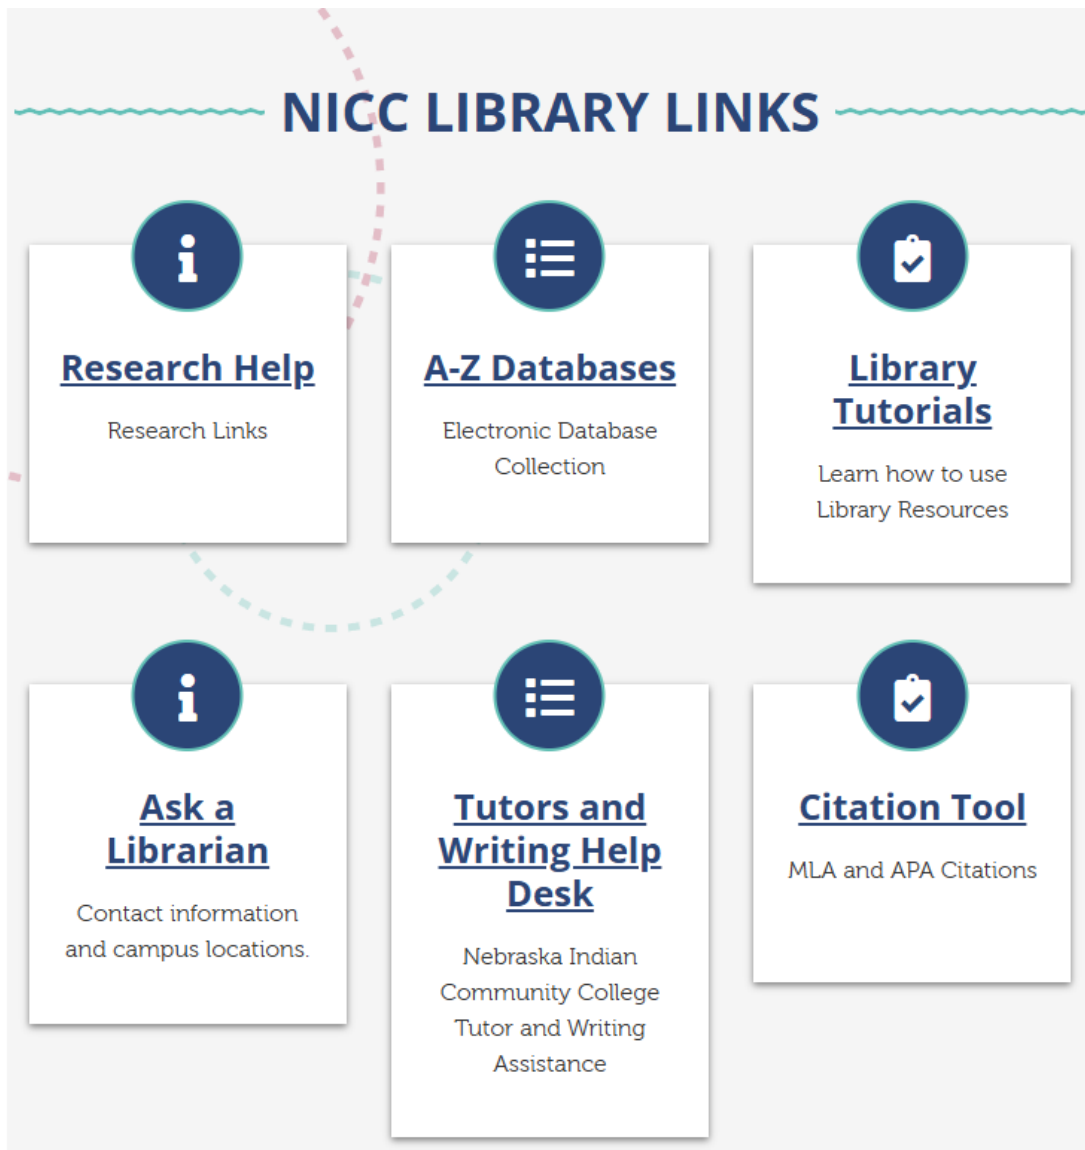 NICC LIBRARY LINKS
Research Help
Research Links
A-Z Databases
Electronic Database
Collection
Library
Tutorials
Learn how to use
Library Resources
Ask a
Librarian
Contact information
and campus locations.
Tutors and
Writing Help
Desk
Nebraska Indian
Community College
Tutor and Writing
Assistance
Citation Tool
MLA and APA Citations